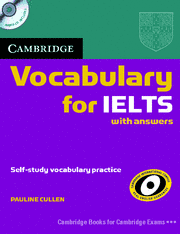 CAMBRIDGE
Vocabulary
for IELTS
with answers
Self-study vocabulary practice
PAULINE CULLEN
Cambridge Books for Cambridge Exams